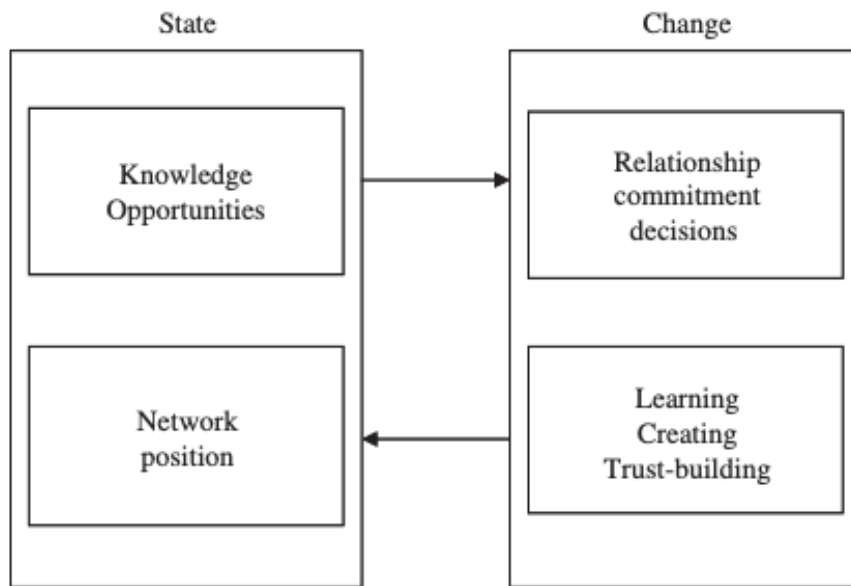 State
Change
Knowledge
Opportunities
Relationship
commitment
decisions
Network
position
Learning
Creating
Trust-building